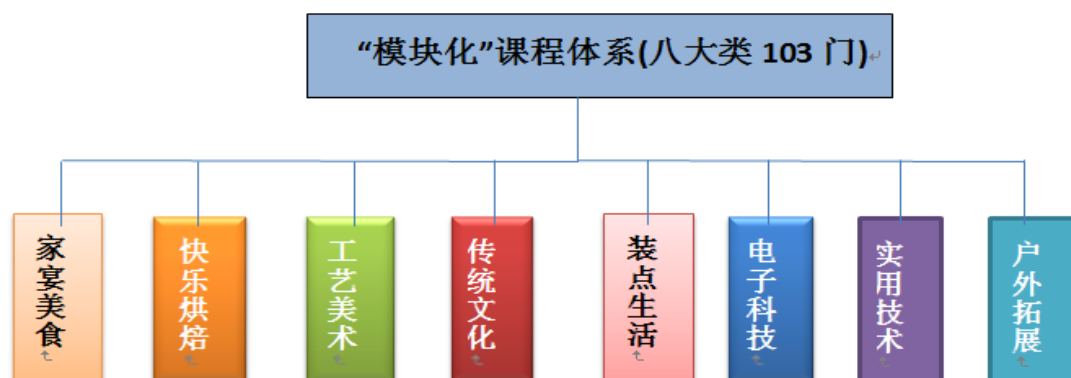 “模块化”课程体系(八大类 103 门)
家宴美食
快乐烘焙
工艺美术
传统文化
装点生活
电子科技
实用技术
户外拓展